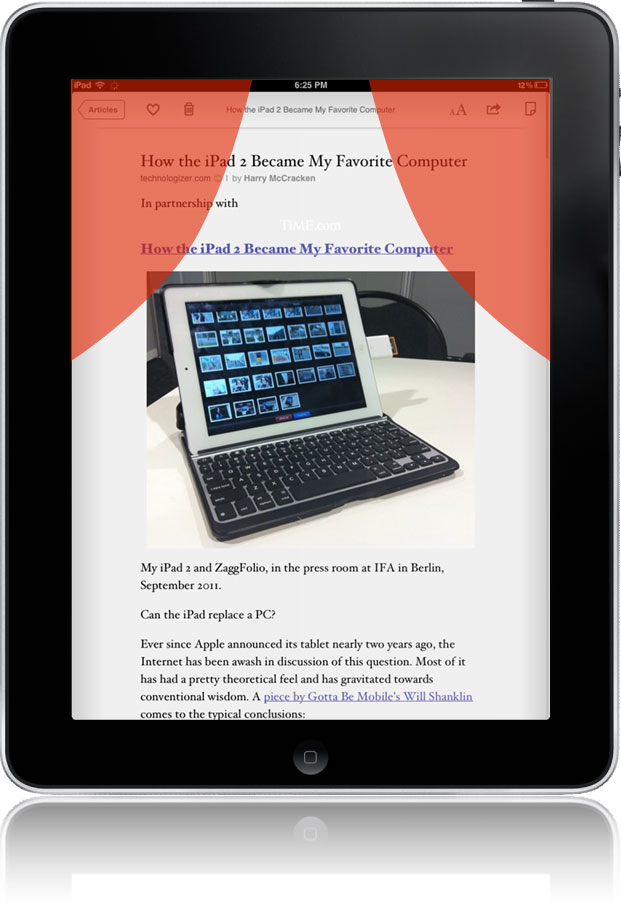 iPad 6:25 PM 12%
Articles How the iPad 2 Became My Favorite Computer AA
How the iPad 2 Became My Favorite Computer
technologizer.com by Harry McCracken
In partnership with
TIME.com
How the iPad 2 Became My Favorite Computer
My iPad 2 and ZaggFolio, in the press room at IFA in Berlin,
September 2011.
Can the iPad replace a PC?
Ever since Apple announced its tablet nearly two years ago, the
Internet has been awash in discussion of this question. Most of it
has had a pretty theoretical feel and has gravitated towards
conventional wisdom. A piece by Gotta Be Mobile's Will Shanklin
comes to the typical conclusions: